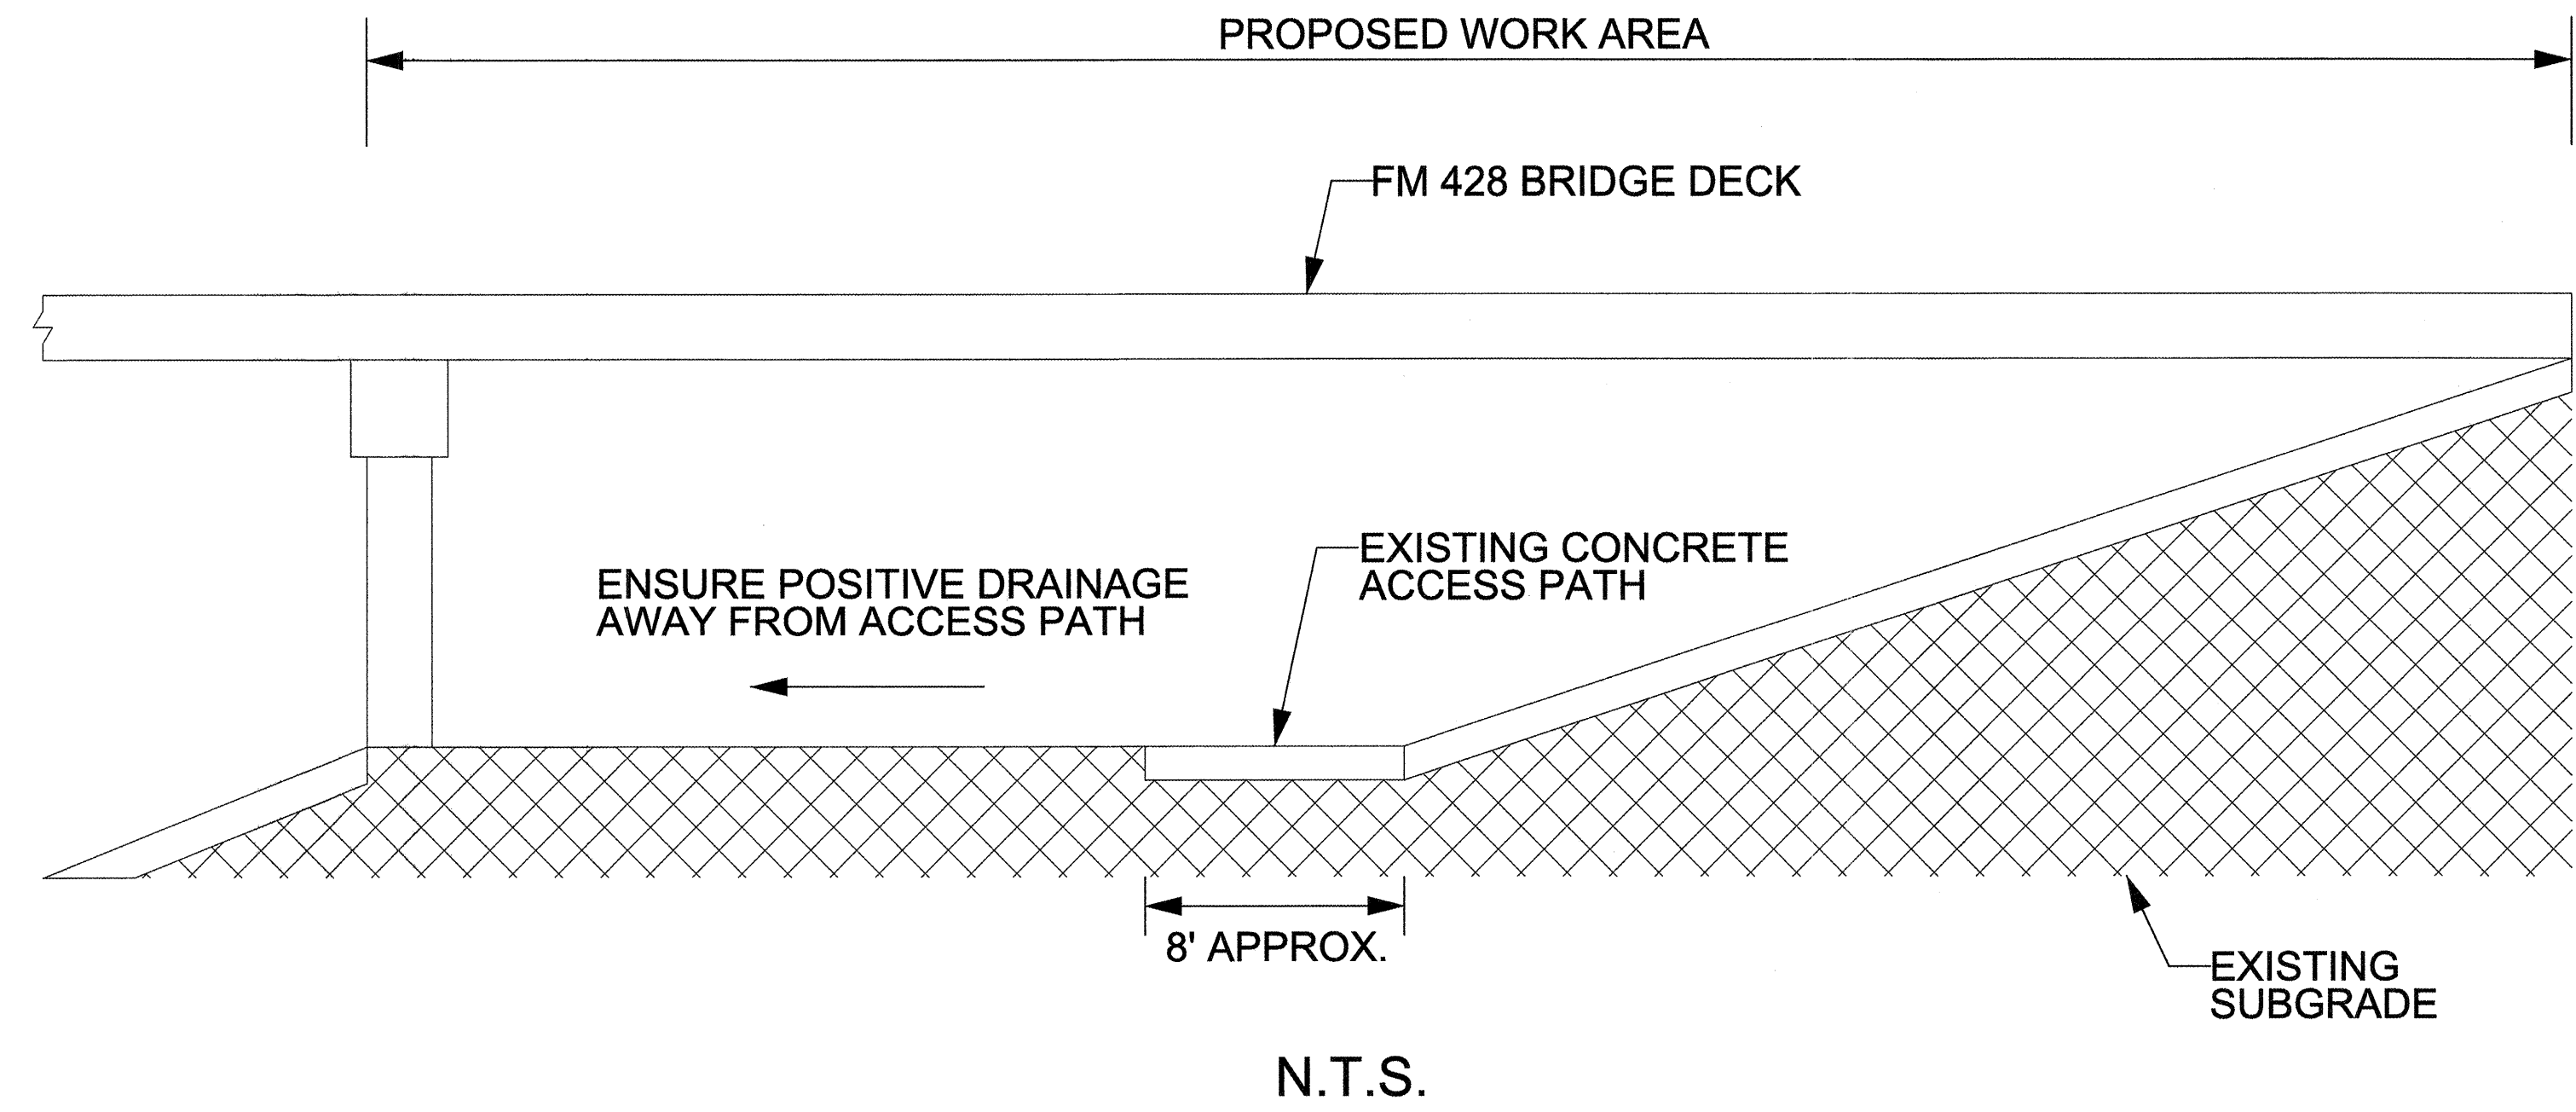 PROPOSED WORK AREA
FM 428 BRIDGE DECK
ENSURE POSITIVE DRAINAGE
AWAY FROM ACCESS PATH
EXISTING CONCRETE
ACCESS PATH
8' APPROX.
EXISTING
SUBGRADE
N.T.S.